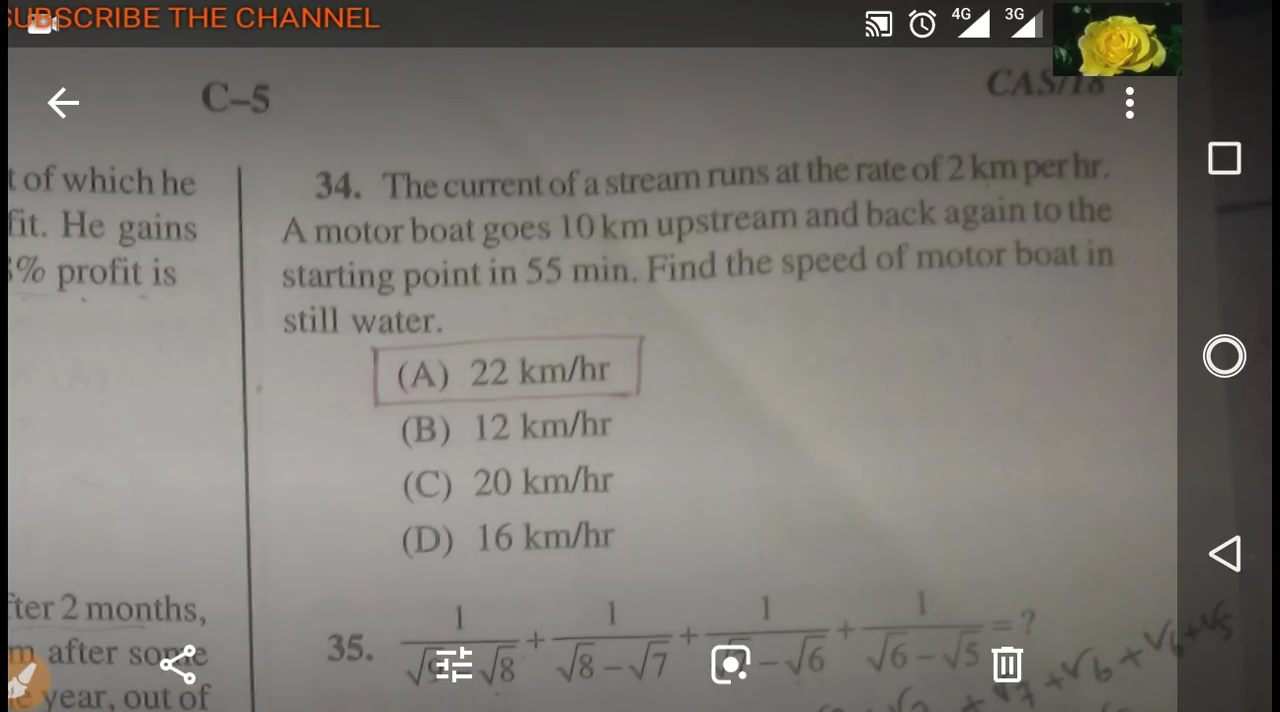 SUBSCRIBE THE CHANNEL
4G 3G
C–5
CAS/18
t of which he
fit. He gains
% profit is
34. The current of a stream runs at the rate of 2 km per hr.
A motor boat goes 10 km upstream and back again to the
starting point in 55 min. Find the speed of motor boat in
still water.
(A) 22 km/hr
(B) 12 km/hr
(C) 20 km/hr
(D) 16 km/hr
fter 2 months,
m after some
e year, out of
35. 1/√9 √8 + 1/√8 – √7 + 1/ – √6 + 1/√6 – √5 = ?
+ √7 + √6 + √6 + √5